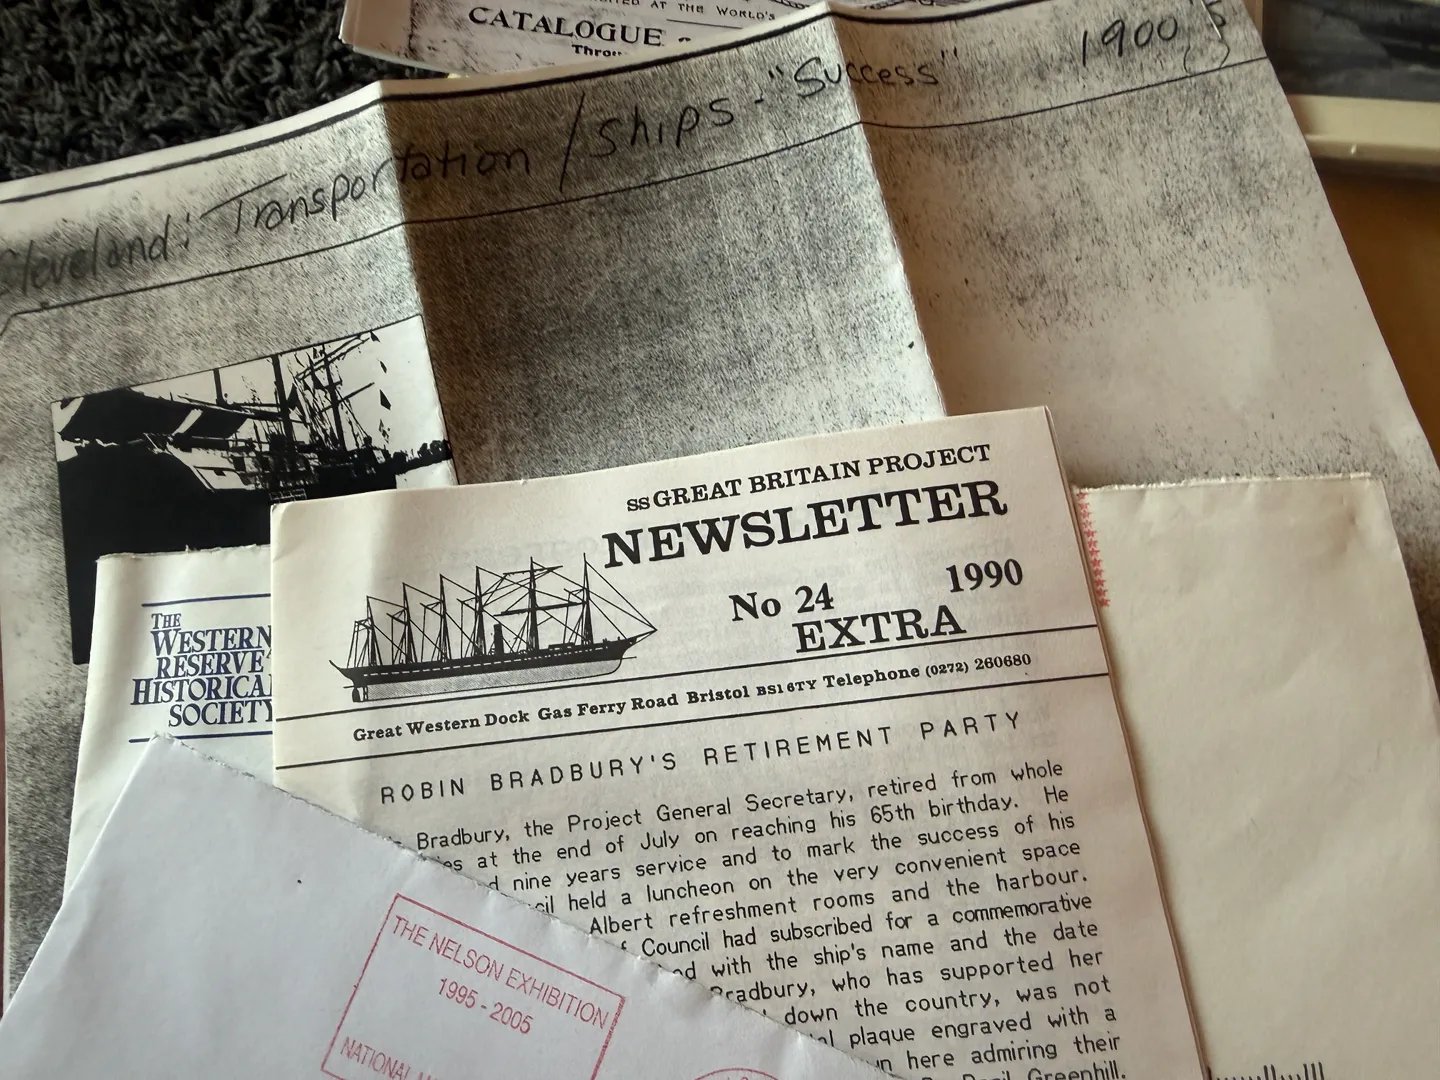 AT THE WORLD'S
CATALOGUE
Cleveland: Transportation / Ships - "Success" 1900
THE
WESTERN
RESERVE
HISTORICAL
SOCIETY
SS GREAT BRITAIN PROJECT
NEWSLETTER
No 24 1990
EXTRA
Great Western Dock Gas Ferry Road Bristol BS1 6TY Telephone (0272) 260680
ROBIN BRADBURY'S RETIREMENT PARTY
Bradbury, the Project General Secretary, retired from whole
at the end of July on reaching his 65th birthday. He
nine years service and to mark the success of his
held a luncheon on the very convenient space
Albert refreshment rooms and the harbour.
Council had subscribed for a commemorative
with the ship's name and the date
Bradbury, who has supported her
down the country, was not
plaque engraved with a
here admiring their
Greenhill.
THE NELSON EXHIBITION
1995 - 2005
NATIONAL